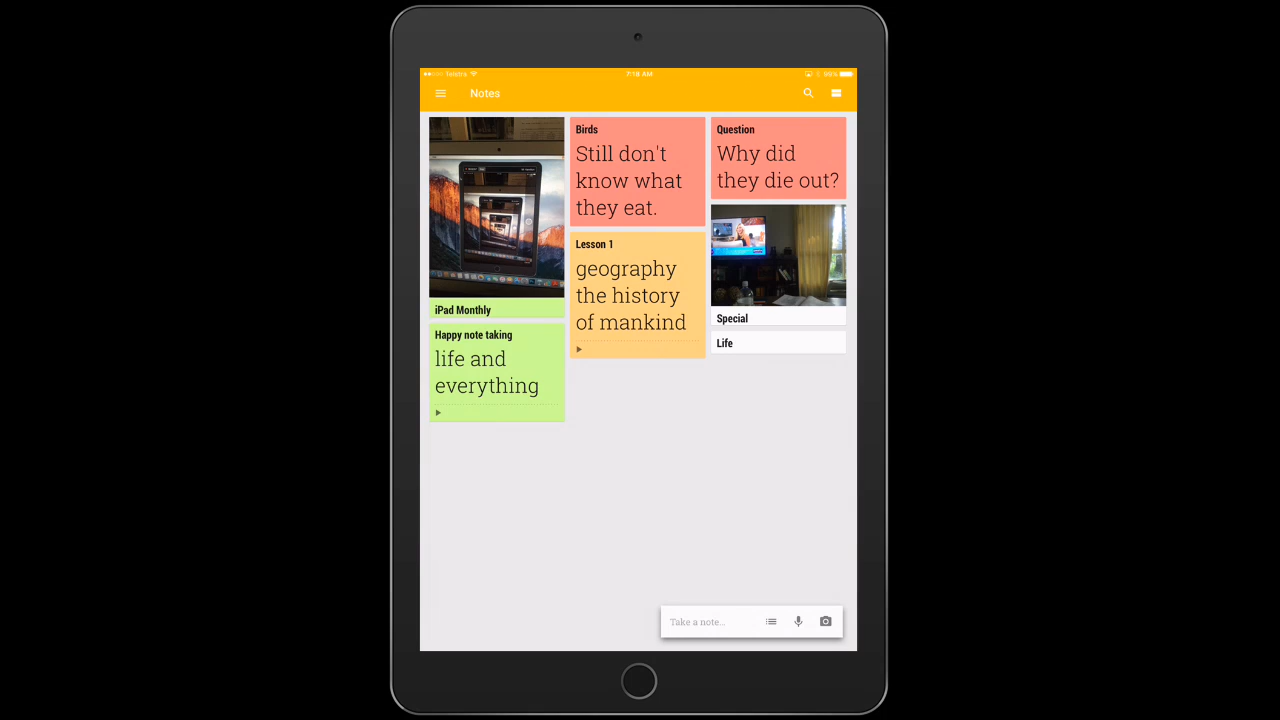 Telstra
7:18 AM
99%
Notes
iPad Monthly
Happy note taking
life and
everything
Birds
Still don't
know what
they eat.
Lesson 1
geography
the history
of mankind
Question
Why did
they die out?
Special
Life
Take a note...